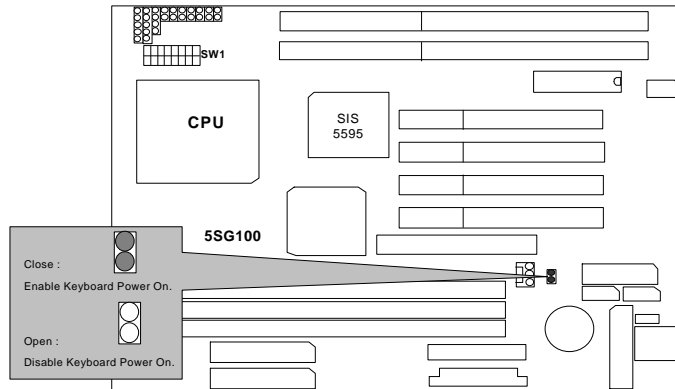 SW1
CPU
SIS
5595
5SG100
Close :
Enable Keyboard Power On.
Open :
Disable Keyboard Power On.